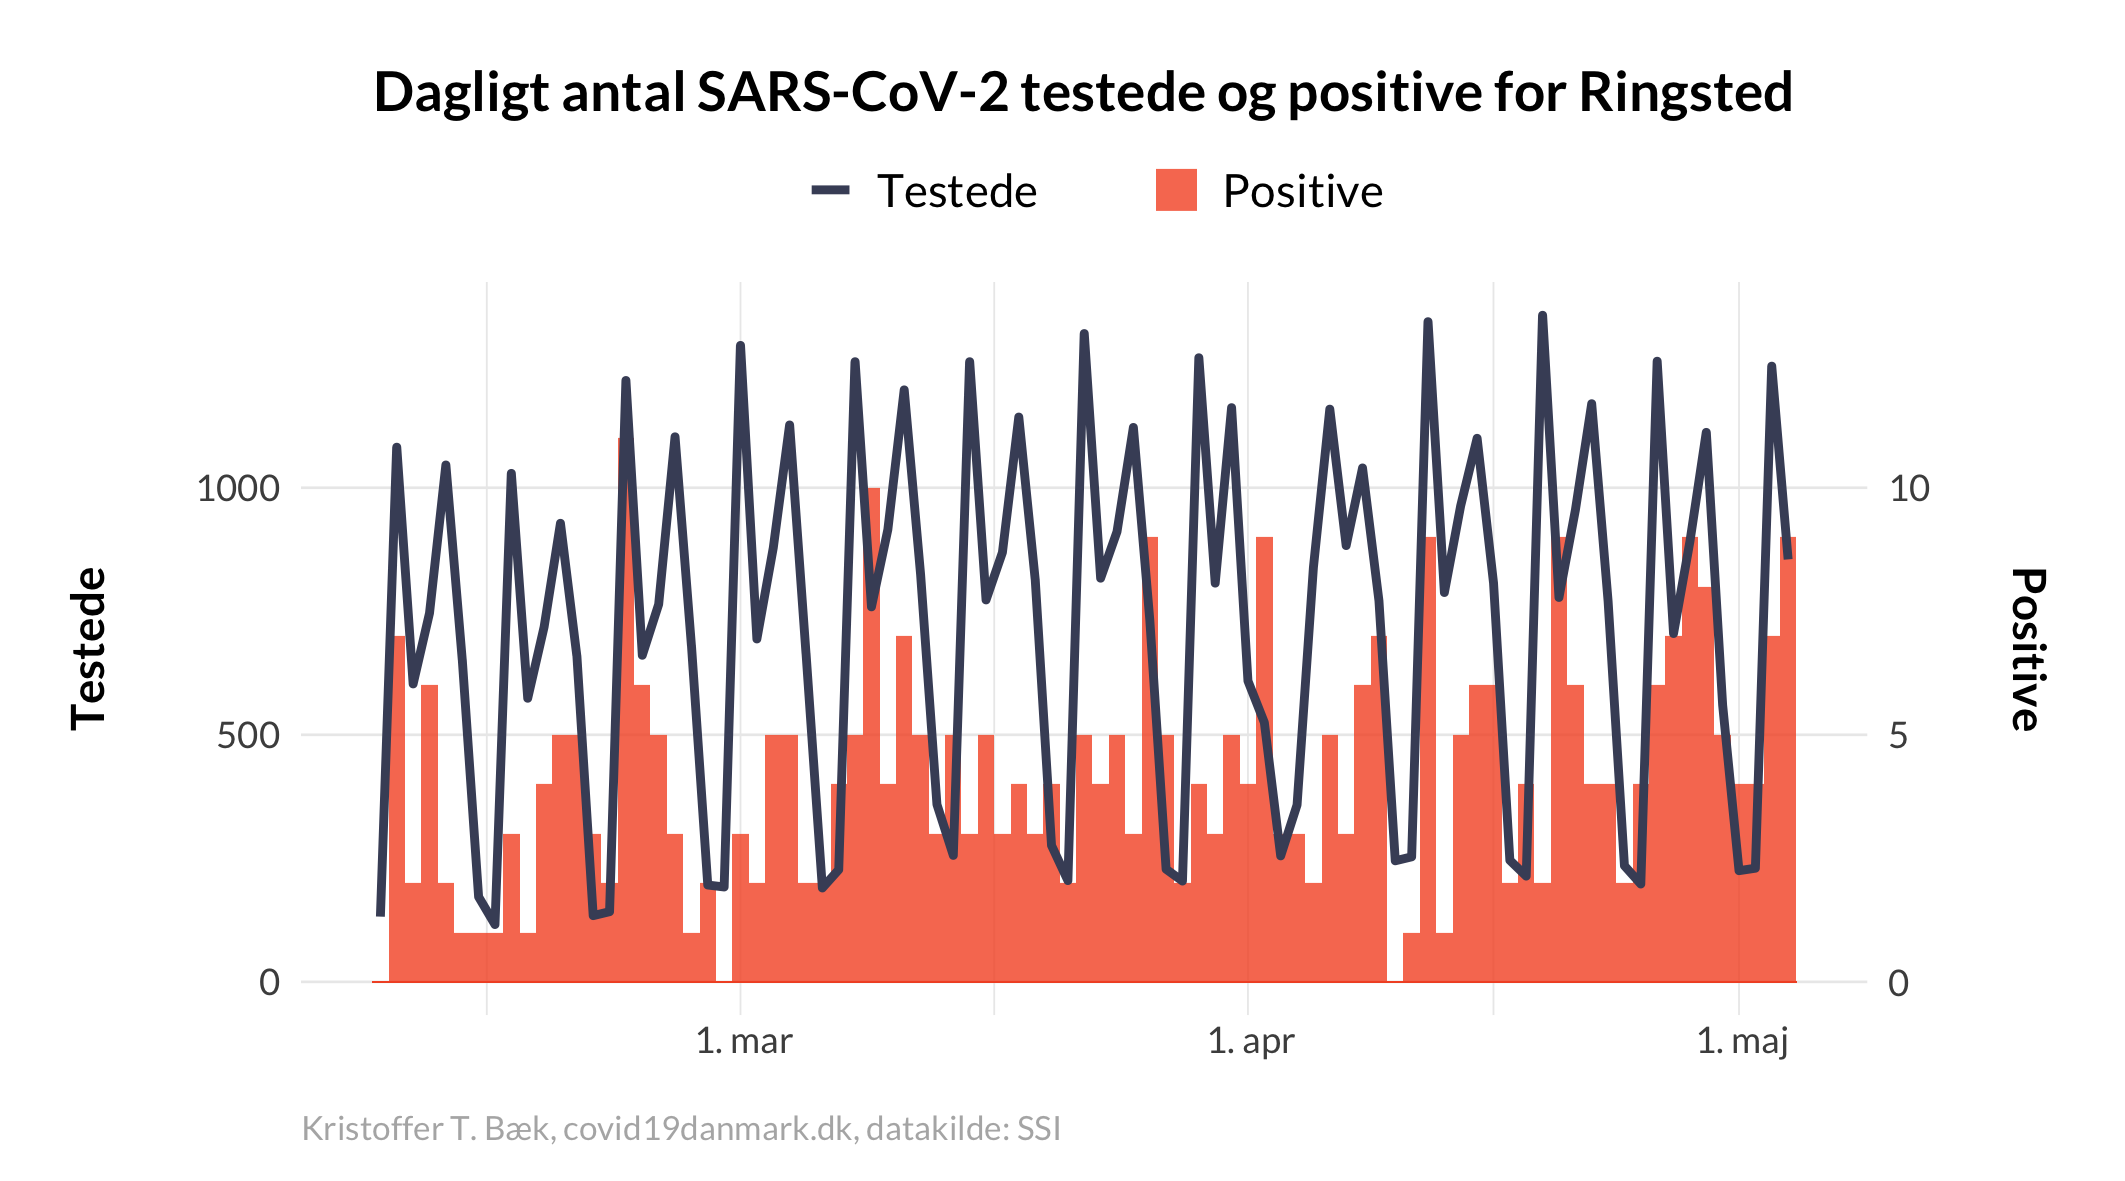 Dagligt antal SARS-CoV-2 testede og positive for Ringsted
Testede
Positive
1000
500
0
10
5
0
Testede
Positive
1. mar
1. apr
1. maj
Kristoffer T. Bæk, covid19danmark.dk, datakilde: SSI